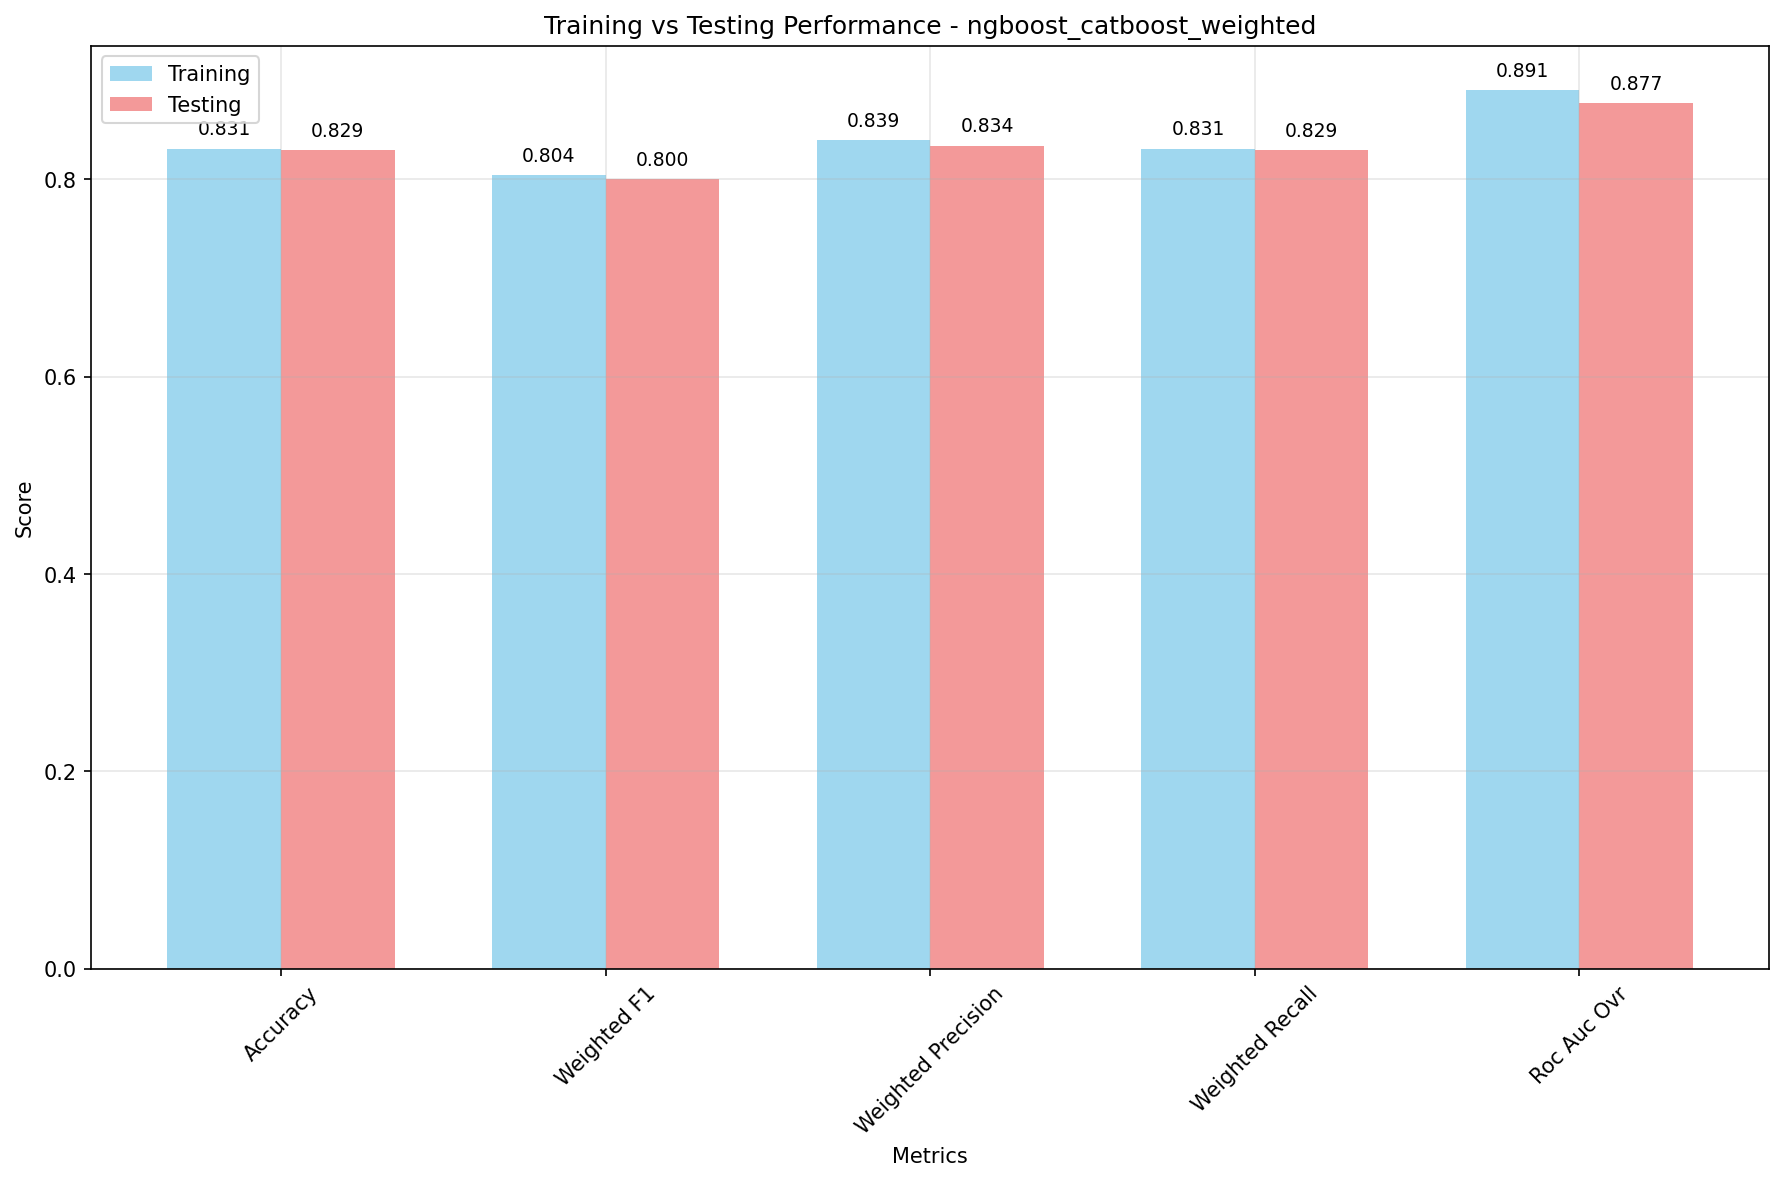 Training vs Testing Performance - ngboost_catboost_weighted
Training
Testing
0.831
0.829
0.804
0.800
0.839
0.834
0.831
0.829
0.891
0.877
0.8
0.6
0.4
0.2
0.0
Score
Accuracy
Weighted F1
Weighted Precision
Weighted Recall
Roc Auc Ovr
Metrics